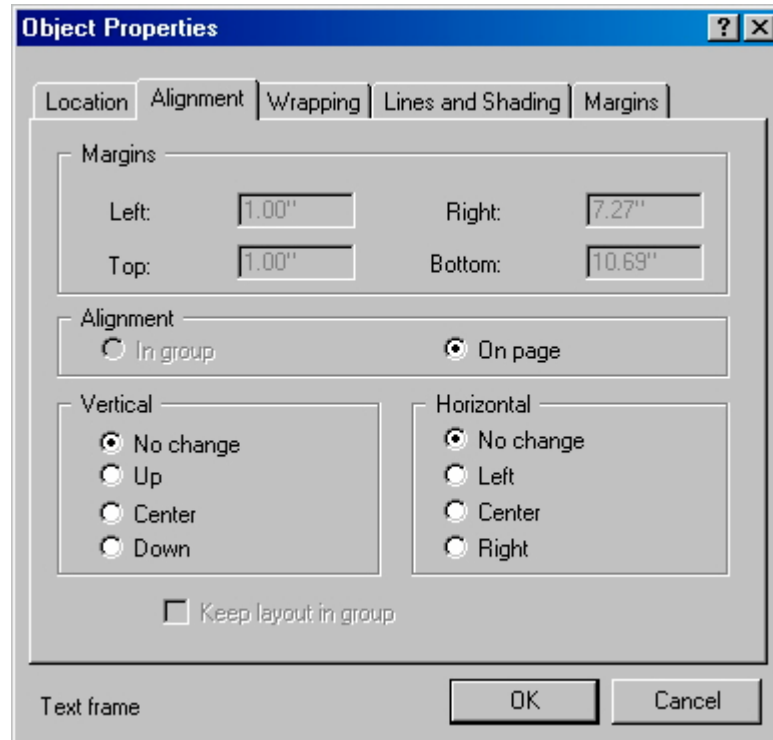 Object Properties
Location Alignment Wrapping Lines and Shading Margins
Margins
Left: 1.00" Right: 7.27"
Top: 1.00" Bottom: 10.69"
Alignment
In group On page
Vertical
No change
Up
Center
Down
Horizontal
No change
Left
Center
Right
Keep layout in group
Text frame OK Cancel